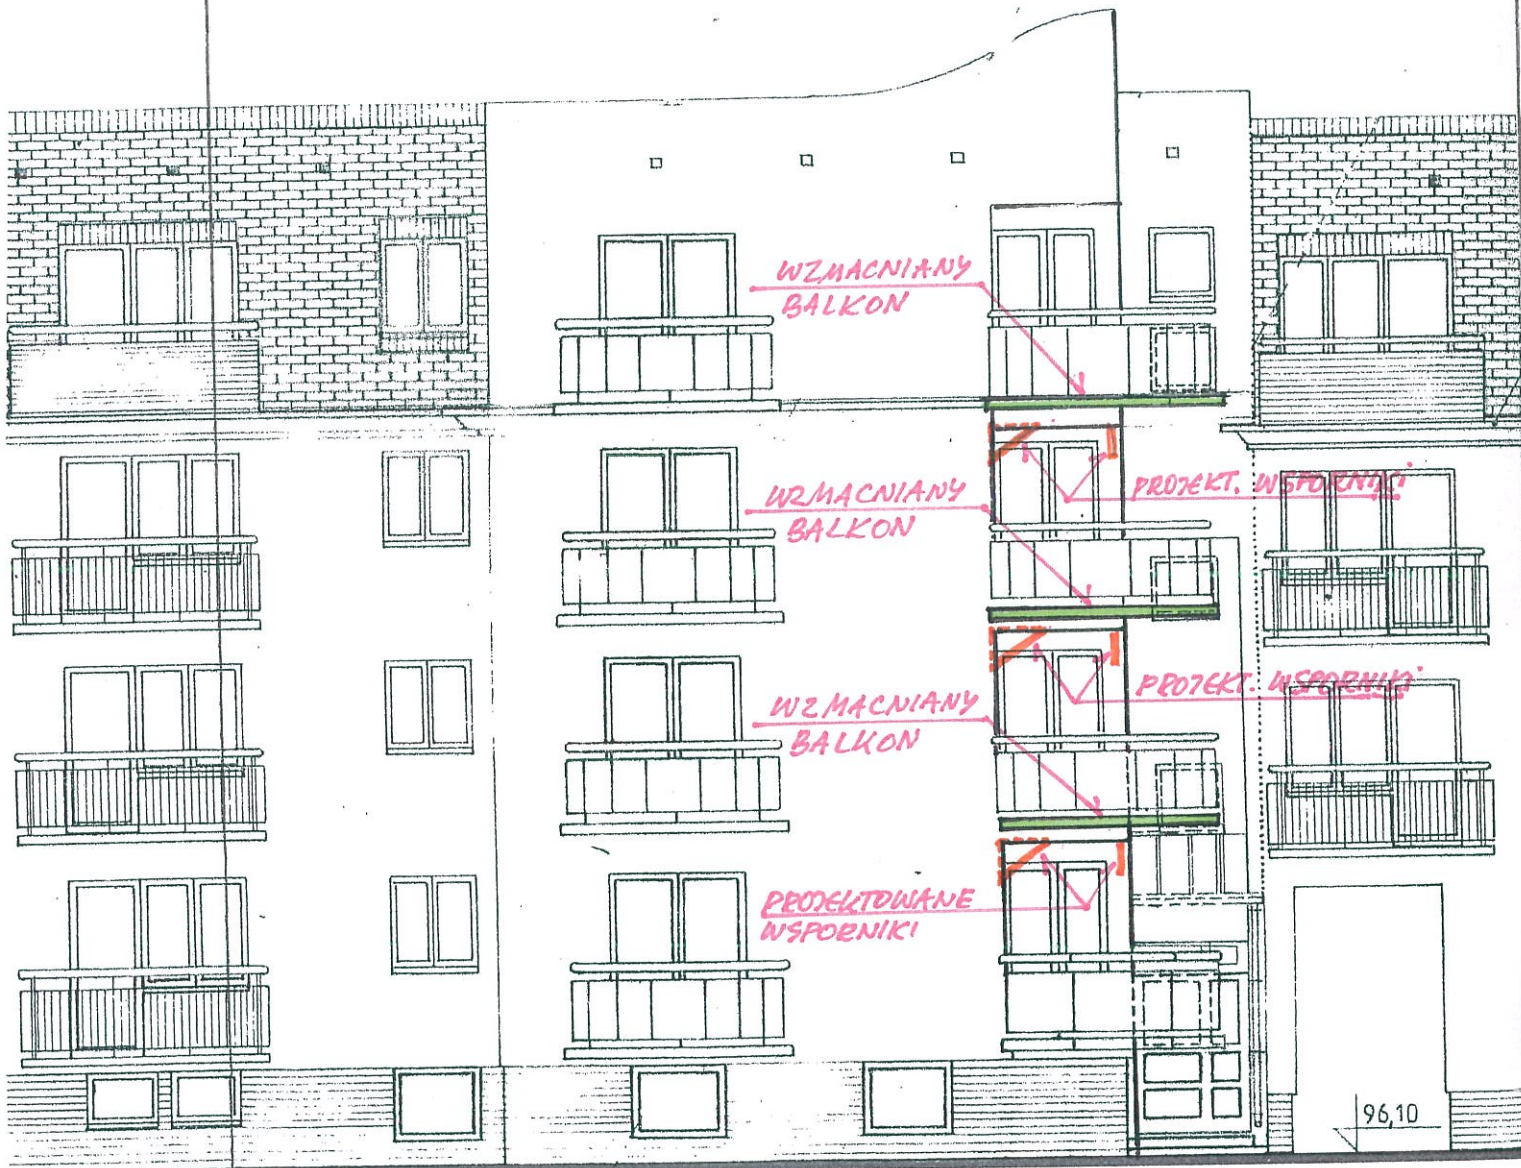 WZMACNIANY
BALKON
WZMACNIANY
BALKON
PROJEKT. WSPORNIKI
WZMACNIANY
BALKON
PROJEKT. WSPORNIKI
PROJEKTOWANE
WSPORNIKI
96,10